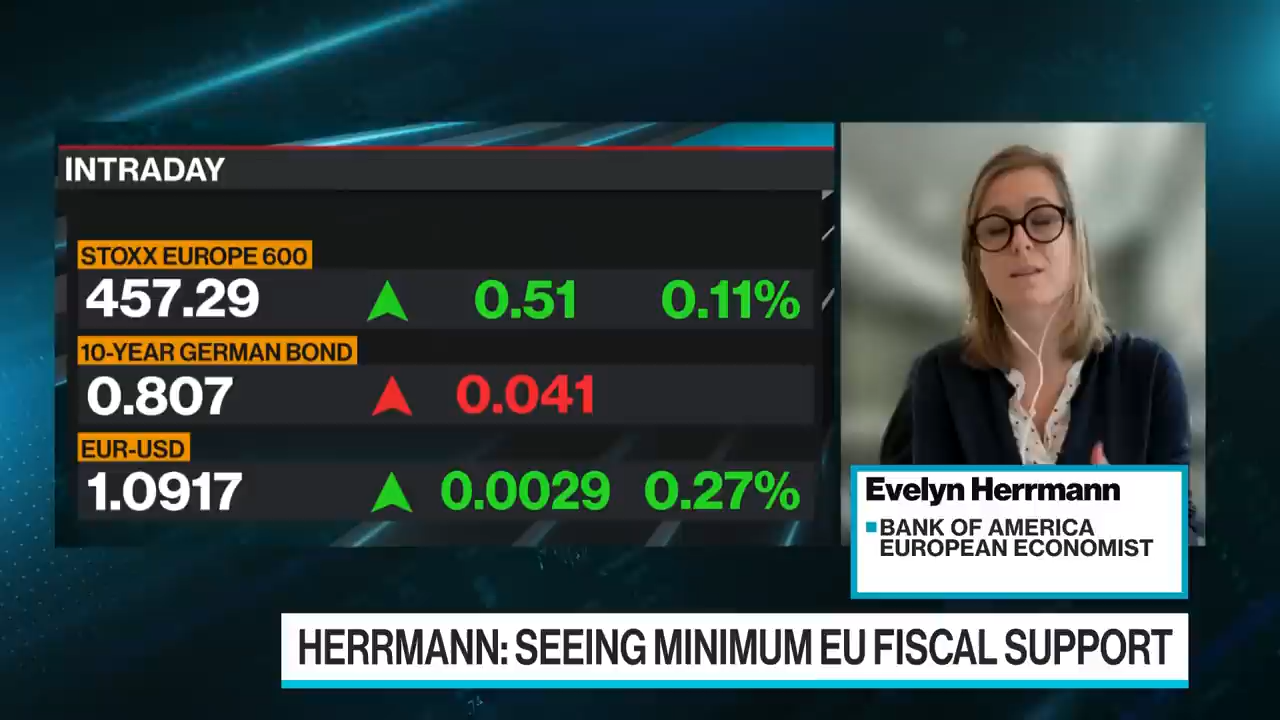 INTRADAY
STOXX EUROPE 600
457.29 0.51 0.11%
10-YEAR GERMAN BOND
0.807 0.041
EUR-USD
1.0917 0.0029 0.27%
Evelyn Herrmann
BANK OF AMERICA
EUROPEAN ECONOMIST
HERRMANN: SEEING MINIMUM EU FISCAL SUPPORT